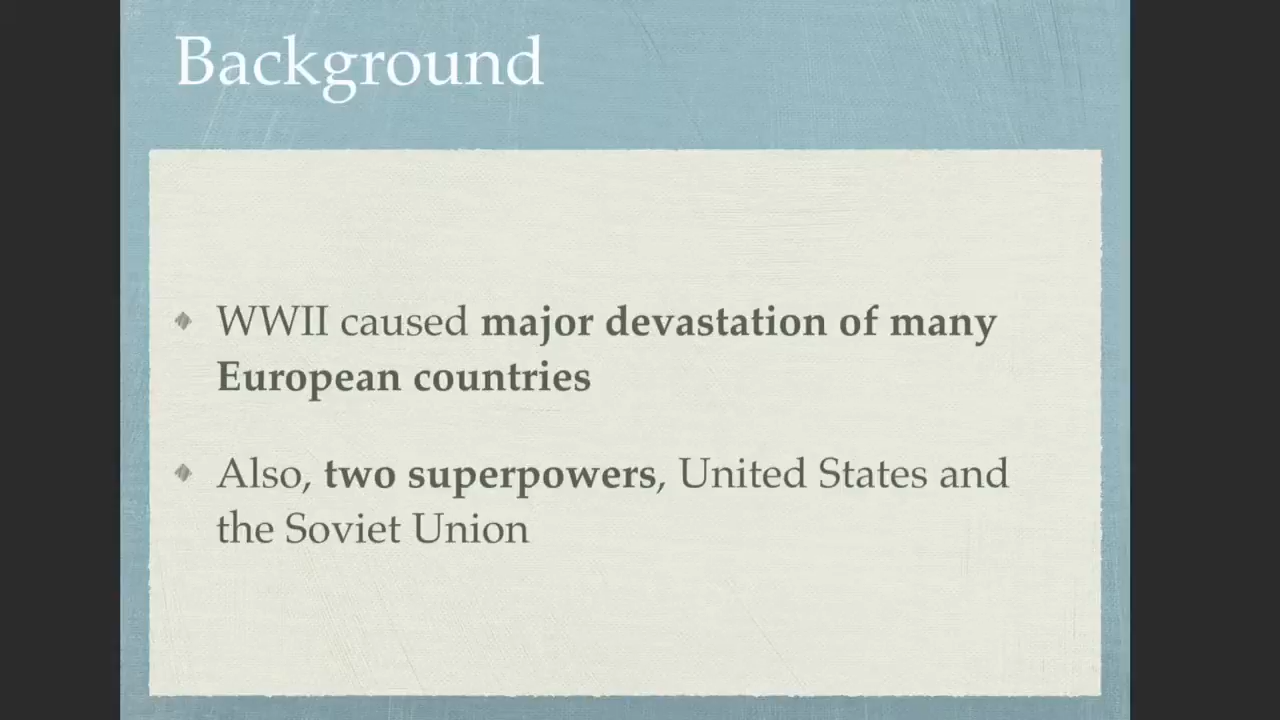 Background
WWII caused major devastation of many
European countries
Also, two superpowers, United States and
the Soviet Union